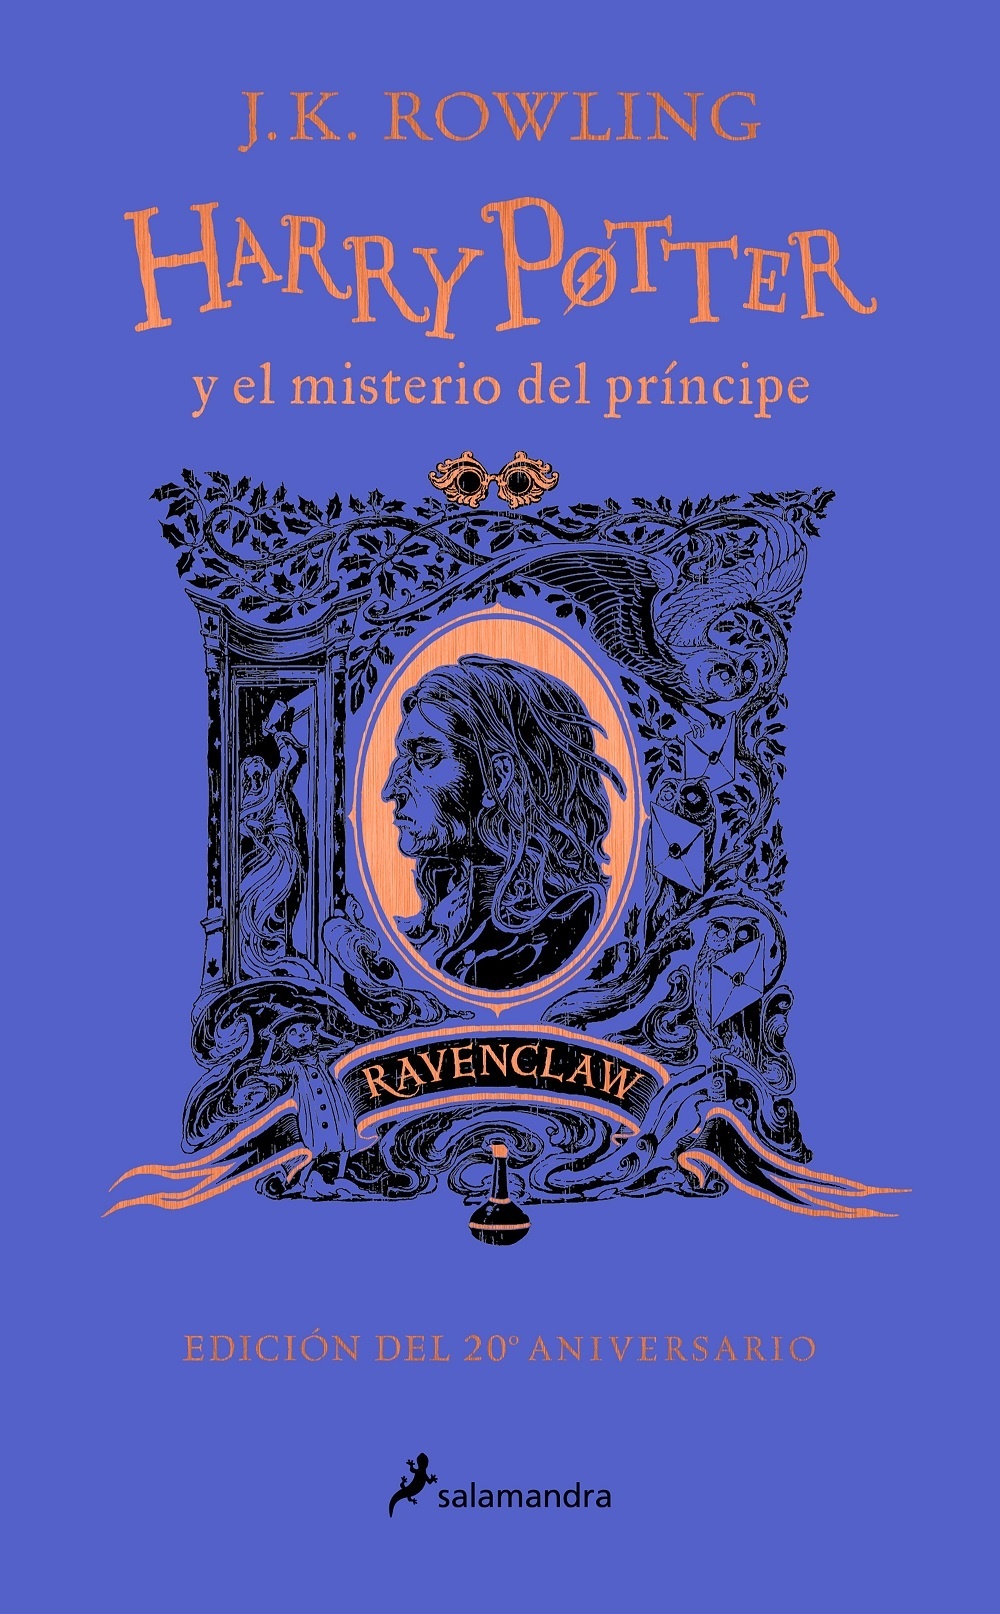 J.K. ROWLING
HARRY POTTER
y el misterio del príncipe
RAVENCLAW
EDICIÓN DEL 20º ANIVERSARIO
salamandra